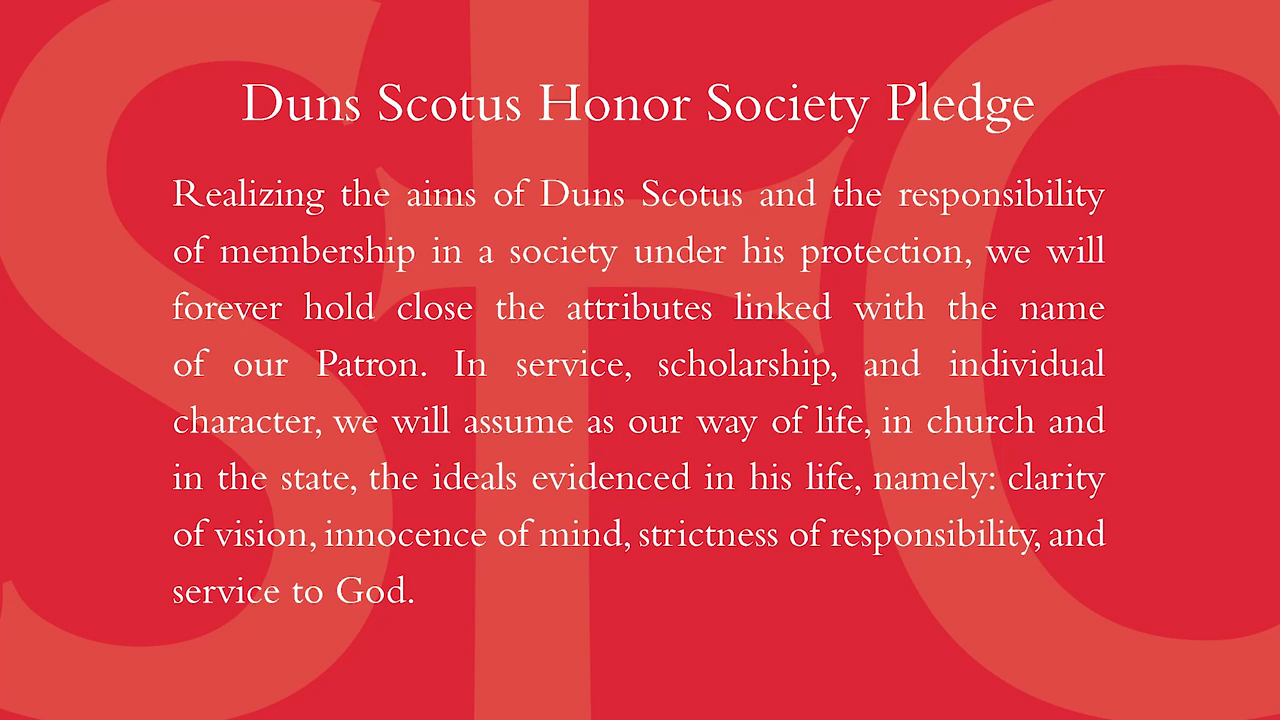 Duns Scotus Honor Society Pledge
Realizing the aims of Duns Scotus and the responsibility
of membership in a society under his protection, we will
forever hold close the attributes linked with the name
of our Patron. In service, scholarship, and individual
character, we will assume as our way of life, in church and
in the state, the ideals evidenced in his life, namely: clarity
of vision, innocence of mind, strictness of responsibility, and
service to God.